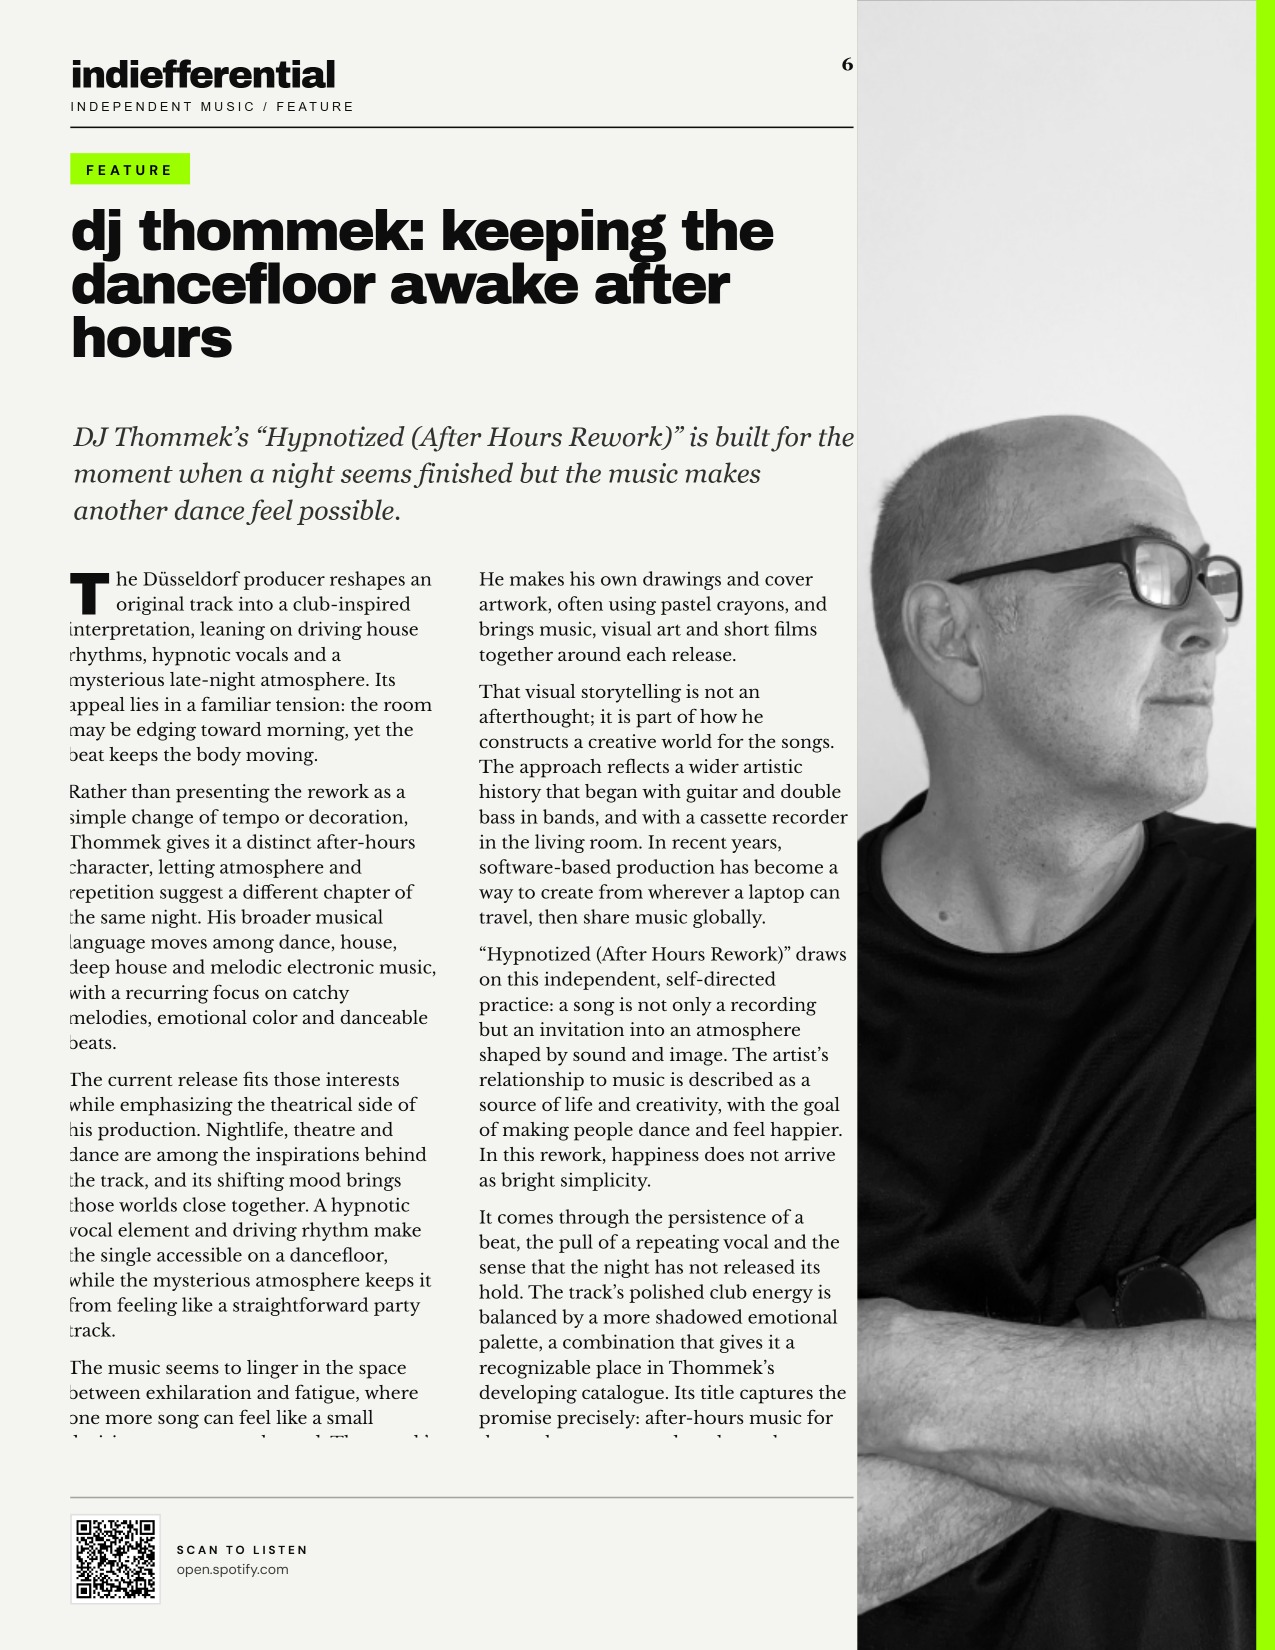 indiefferential
INDEPENDENT MUSIC / FEATURE
6
FEATURE
dj thommek: keeping the
dancefloor awake after
hours
DJ Thommek’s “Hypnotized (After Hours Rework)” is built for the
moment when a night seems finished but the music makes
another dance feel possible.
The Düsseldorf producer reshapes an
original track into a club-inspired
interpretation, leaning on driving house
rhythms, hypnotic vocals and a
mysterious late-night atmosphere. Its
appeal lies in a familiar tension: the room
may be edging toward morning, yet the
beat keeps the body moving.
Rather than presenting the rework as a
simple change of tempo or decoration,
Thommek gives it a distinct after-hours
character, letting atmosphere and
repetition suggest a different chapter of
the same night. His broader musical
language moves among dance, house,
deep house and melodic electronic music,
with a recurring focus on catchy
melodies, emotional color and danceable
beats.
The current release fits those interests
while emphasizing the theatrical side of
his production. Nightlife, theatre and
dance are among the inspirations behind
the track, and its shifting mood brings
those worlds close together. A hypnotic
vocal element and driving rhythm make
the single accessible on a dancefloor,
while the mysterious atmosphere keeps it
from feeling like a straightforward party
track.
The music seems to linger in the space
between exhilaration and fatigue, where
one more song can feel like a small
He makes his own drawings and cover
artwork, often using pastel crayons, and
brings music, visual art and short films
together around each release.
That visual storytelling is not an
afterthought; it is part of how he
constructs a creative world for the songs.
The approach reflects a wider artistic
history that began with guitar and double
bass in bands, and with a cassette recorder
in the living room. In recent years,
software-based production has become a
way to create from wherever a laptop can
travel, then share music globally.
“Hypnotized (After Hours Rework)” draws
on this independent, self-directed
practice: a song is not only a recording
but an invitation into an atmosphere
shaped by sound and image. The artist’s
relationship to music is described as a
source of life and creativity, with the goal
of making people dance and feel happier.
In this rework, happiness does not arrive
as bright simplicity.
It comes through the persistence of a
beat, the pull of a repeating vocal and the
sense that the night has not released its
hold. The track’s polished club energy is
balanced by a more shadowed emotional
palette, a combination that gives it a
recognizable place in Thommek’s
developing catalogue. Its title captures the
promise precisely: after-hours music for
SCAN TO LISTEN
open.spotify.com